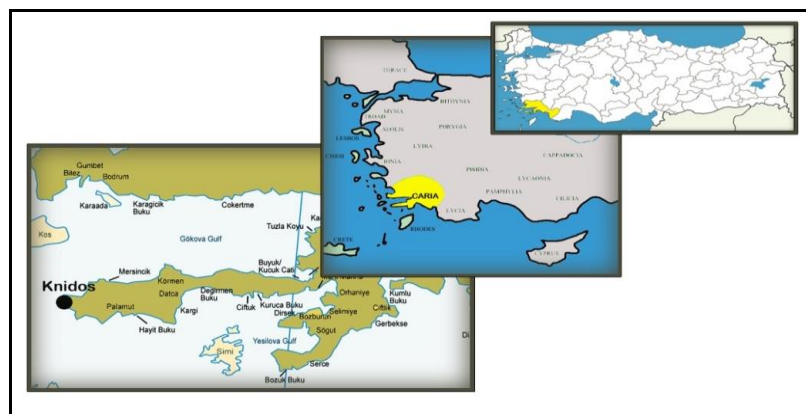 THRACE
BITHYNIA
MYSIA
TROAD
AEOLIS
PHRYGIA
LESBOS
LYDIA
CHIOS
IONIA
CAPPADOCIA
PISIDIA
LYCAONIA
CARIA
PAMPHYLIA
CILICIA
LYCIA
RHODES
CRETE
CYPRUS
Gumbet
Bitez
Bodrum
Karaada
Karagicik
Buku
Cokertme
Tuzla Koyu
Kos
Gökova Gulf
Buyuk/
Kucuk Cati
Mersincik
Knidos
Kormen
Datca
Degirmen
Buku
Palamut
Kargi
Hayit Buku
Ciftuk
Kuruca Buku
Dirsek
Orhaniye
Kumlu
Buku
Bozburun
Selimiye
Ciftlik
Gerbekse
Sögut
Simi
Yesilova Gulf
Serce
Bozuk Buku